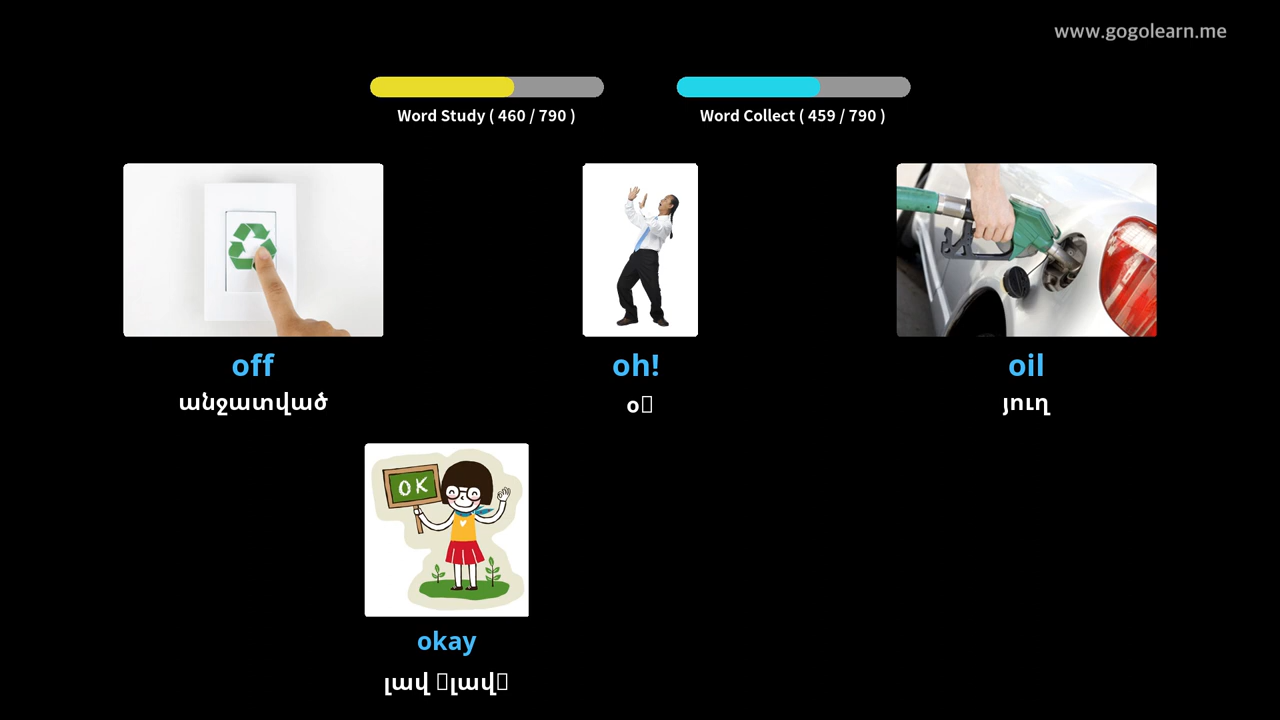 www.gogolearn.me
Word Study ( 460 / 790 )
Word Collect ( 459 / 790 )
off
oh!
oil
անջատված
օ▯
յուղ
OK
okay
լավ ▯լավ▯